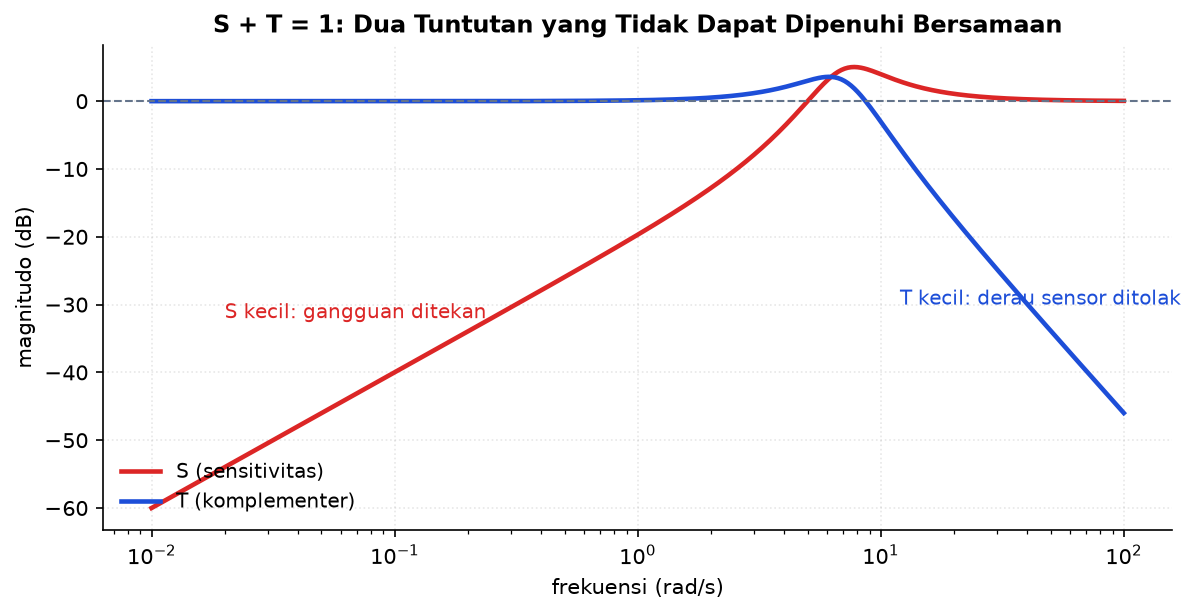 S + T = 1: Dua Tuntutan yang Tidak Dapat Dipenuhi Bersamaan
magnitudo (dB)
0
−10
−20
−30
−40
−50
−60
S kecil: gangguan ditekan
T kecil: derau sensor ditolak
S (sensitivitas)
T (komplementer)
10⁻² 10⁻¹ 10⁰ 10¹ 10²
frekuensi (rad/s)